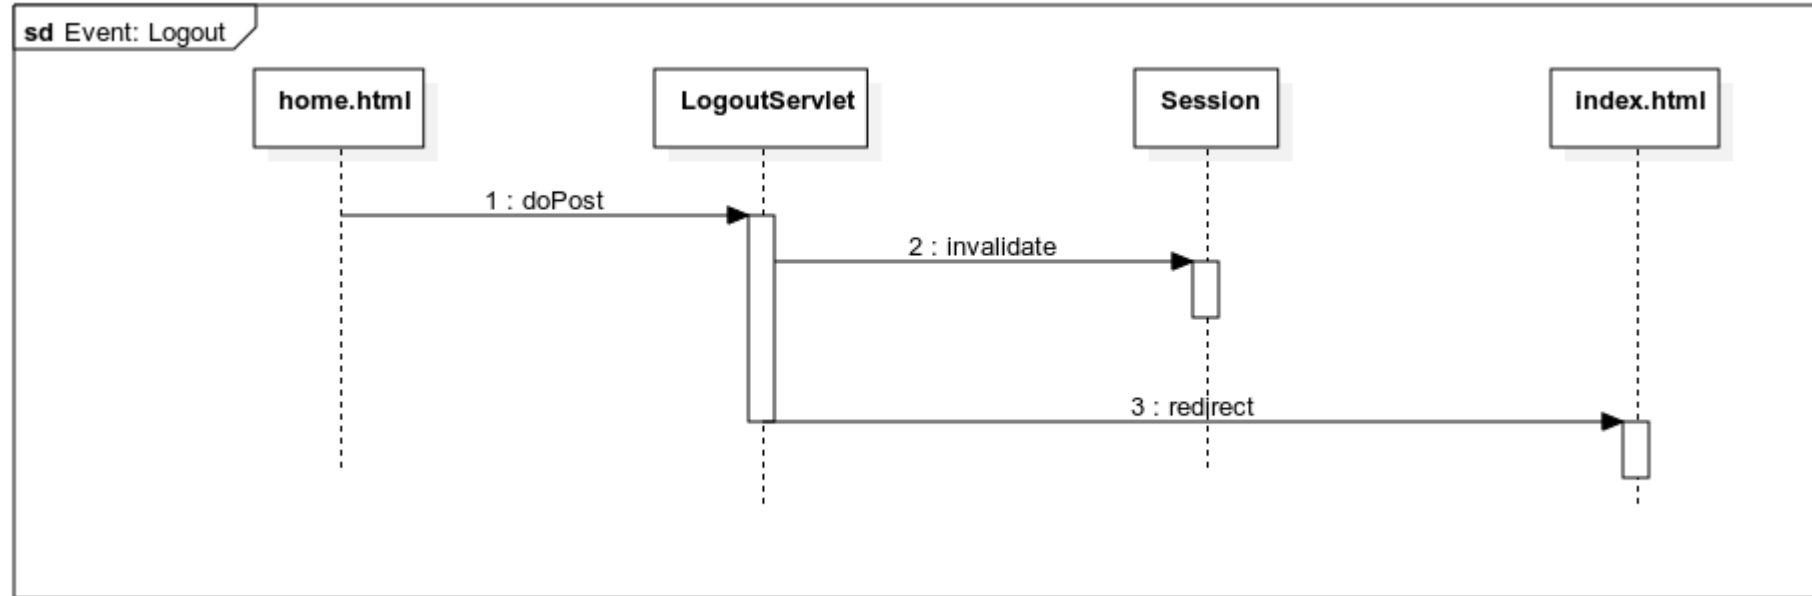 sd Event: Logout
home.html
LogoutServlet
Session
index.html
1 : doPost
2 : invalidate
3 : redirect